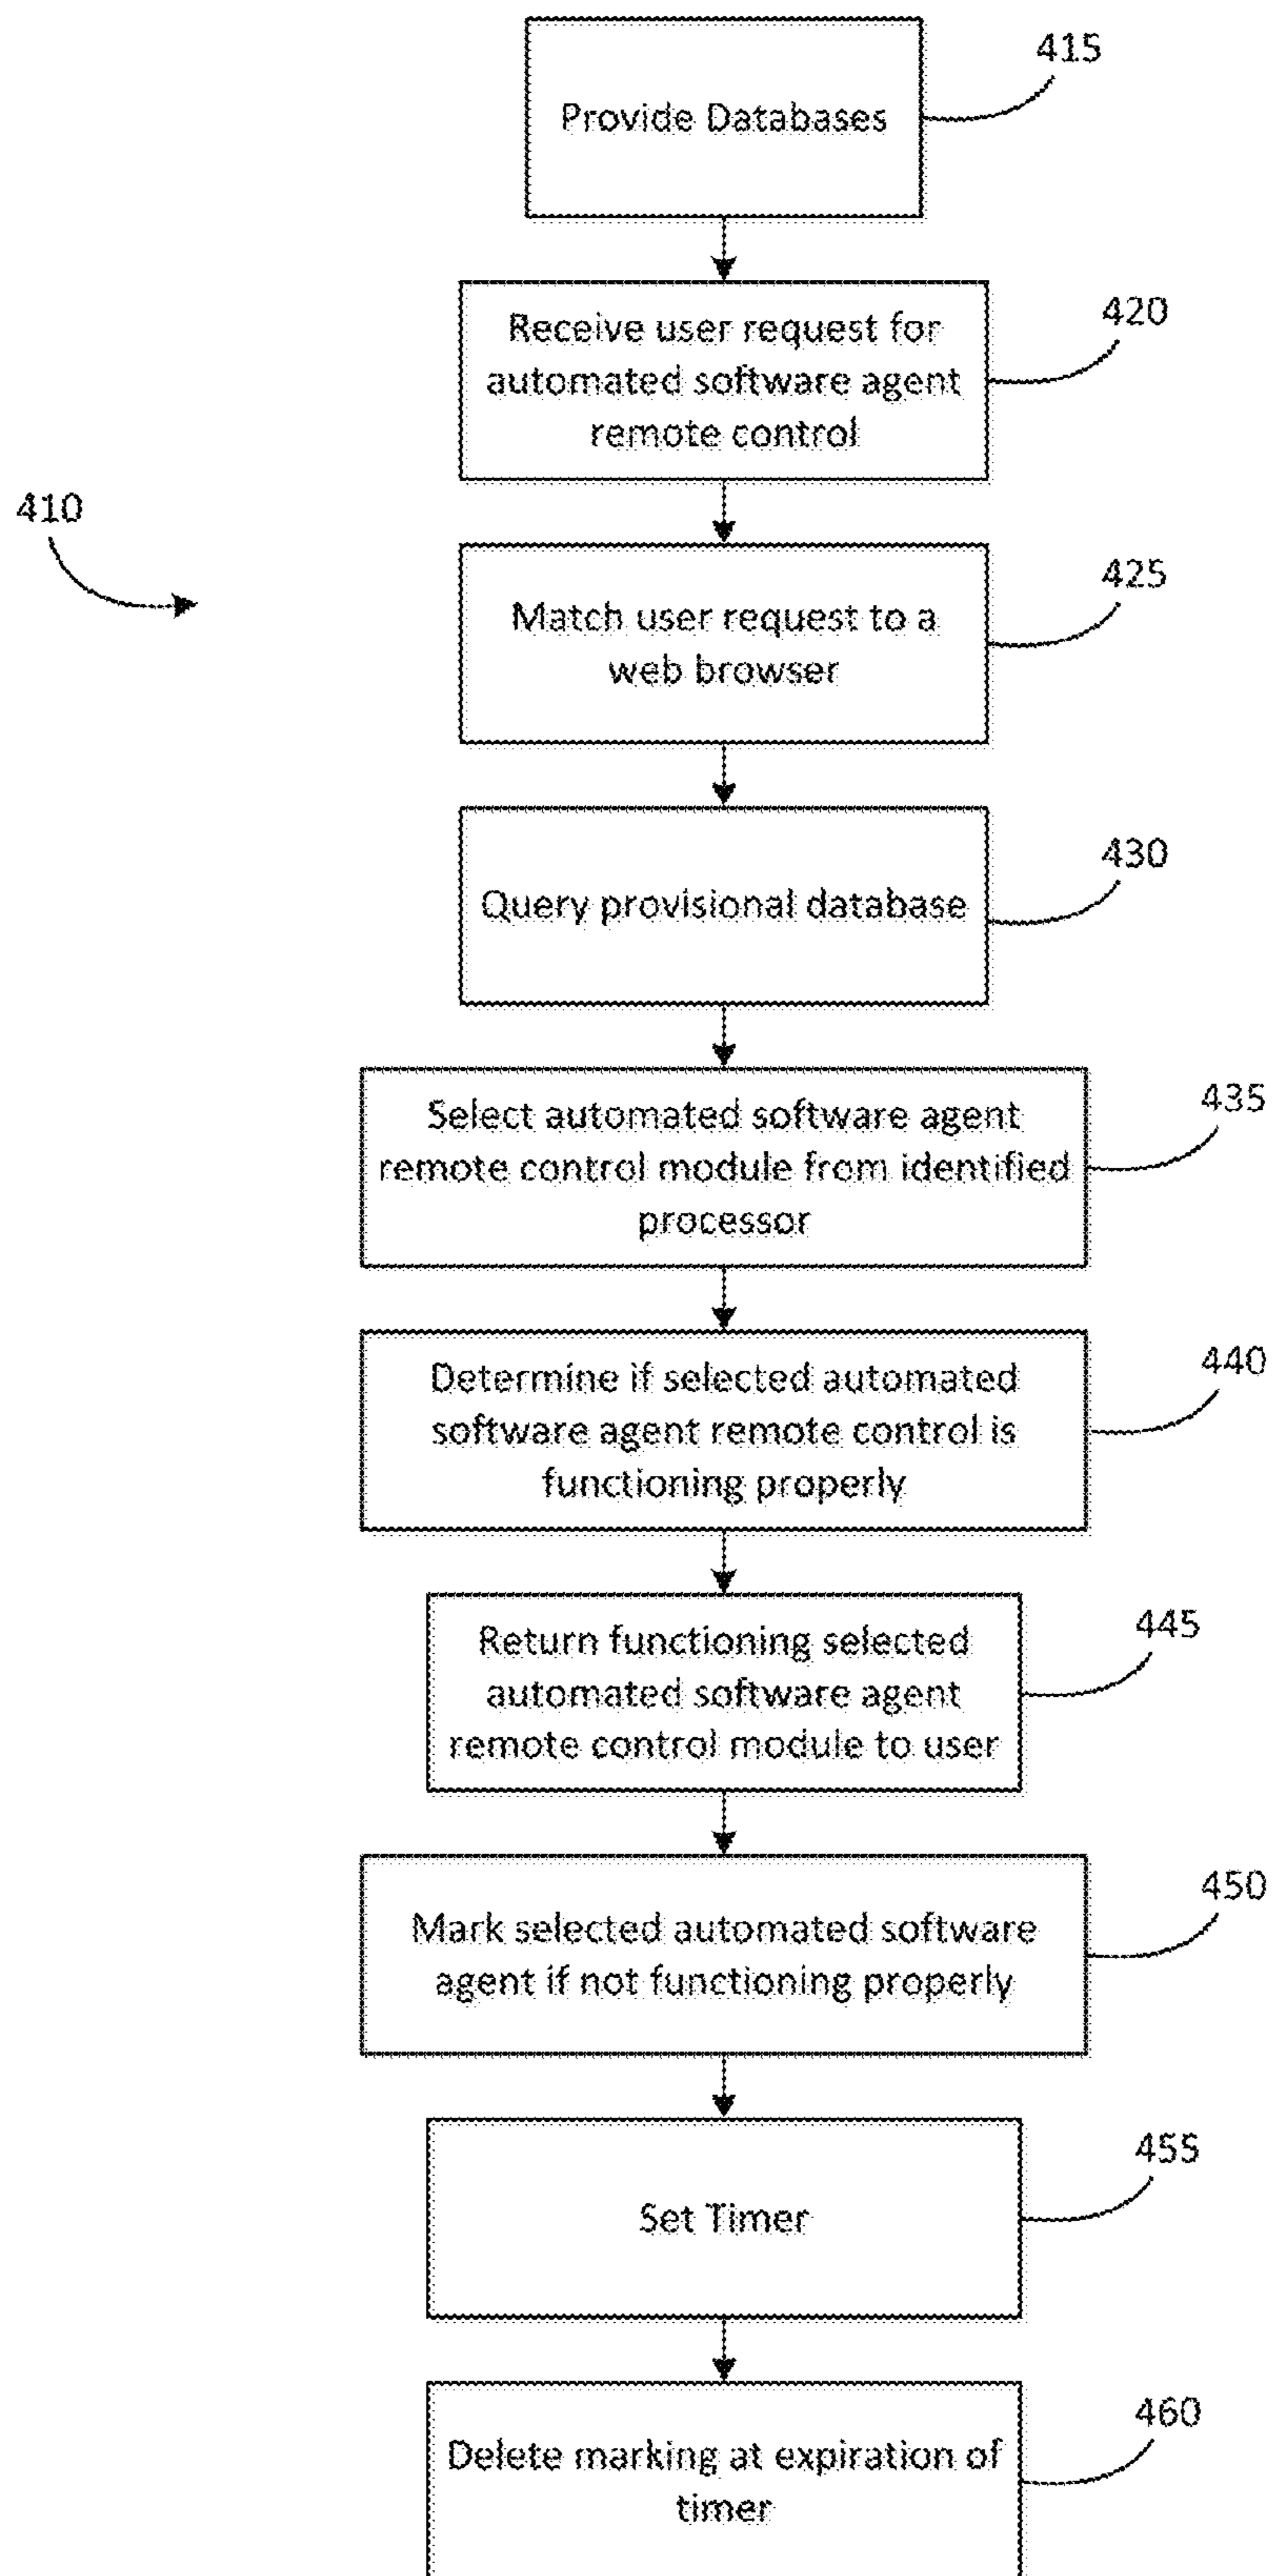 415
Provide Databases
420
Receive user request for
automated software agent
remote control
410
425
Match user request to a
web browser
430
Query provisional database
435
Select automated software agent
remote control module from identified
processor
440
Determine if selected automated
software agent remote control is
functioning properly
445
Return functioning selected
automated software agent
remote control module to user
450
Mark selected automated software
agent if not functioning properly
455
Set Timer
460
Delete marking at expiration of
timer